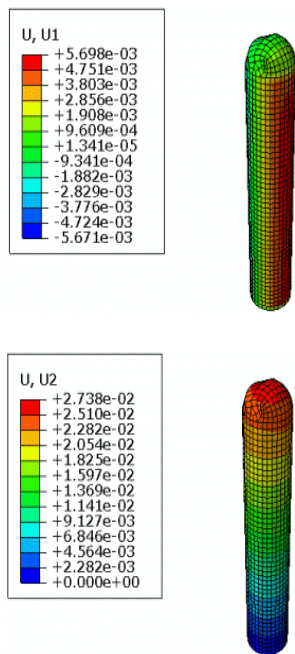 U, U1
+5.698e-03
+4.751e-03
+3.803e-03
+2.856e-03
+1.908e-03
+9.609e-04
+1.341e-05
-9.341e-04
-1.882e-03
-2.829e-03
-3.776e-03
-4.724e-03
-5.671e-03
U, U2
+2.738e-02
+2.510e-02
+2.282e-02
+2.054e-02
+1.825e-02
+1.597e-02
+1.369e-02
+1.141e-02
+9.127e-03
+6.846e-03
+4.564e-03
+2.282e-03
+0.000e+00